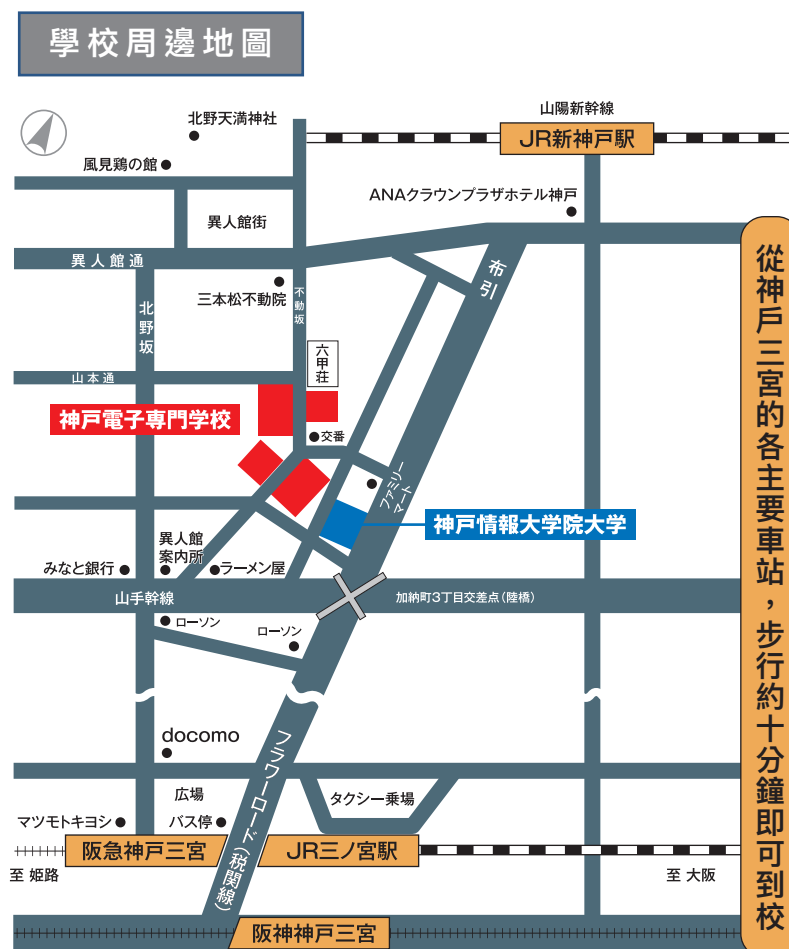 學校周邊地圖
山陽新幹線
北野天満神社
JR新神戸駅
風見鶏の館
ANAクラウンプラザホテル神戸
異人館街
異人館通
布引
三本松不動院
不動坂
北野坂
六甲荘
山本通
神戸電子専門学校
交番
ファミリー
マート
神戸情報大学院大学
異人館
案内所
みなと銀行
ラーメン屋
山手幹線
加納町3丁目交差点(陸橋)
ローソン
ローソン
docomo
フラワーロード(税関線)
広場
タクシー乗場
マツモトキヨシ
バス停
阪急神戸三宮
JR三ノ宮駅
至 姫路
至 大阪
阪神神戸三宮
從神戶三宮的各主要車站，步行約十分鐘即可到校